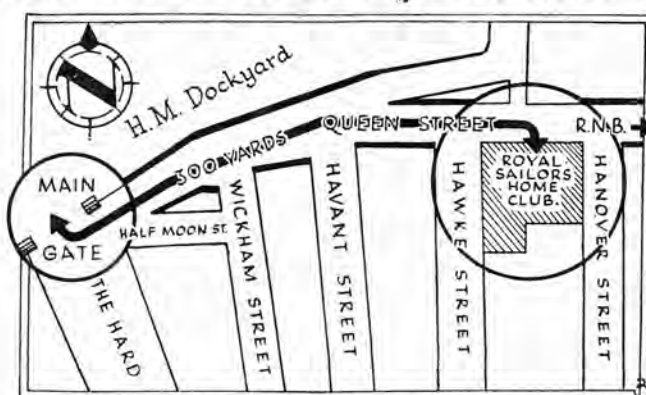 H.M. Dockyard
300 YARDS QUEEN STREET
R.N.B.
MAIN
GATE
ROYAL
SAILORS
HOME
CLUB.
HALF MOON ST.
THE HARD
WICKHAM STREET
HAVANT STREET
HAWKE STREET
HANOVER STREET